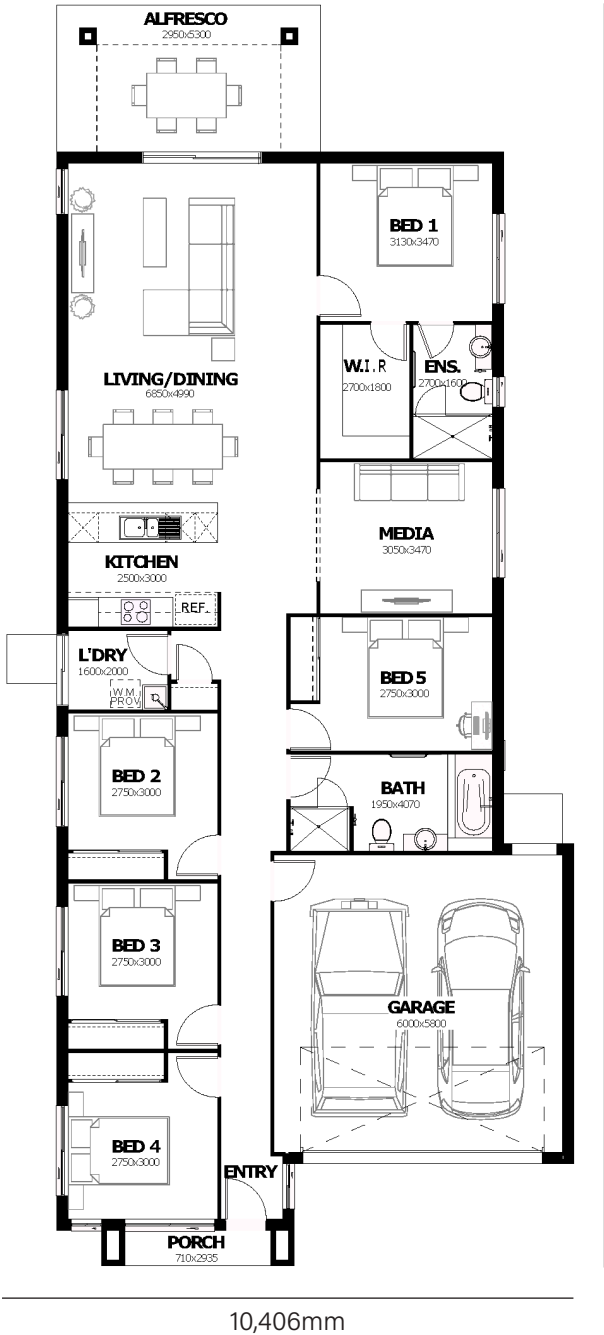 ALFRESCO
2950x5300
BED 1
3130x3470
W.I.R
2700x1800
ENS.
2700x1600
LIVING/DINING
6850x4990
MEDIA
3050x3470
KITCHEN
2500x3000
REF.
L'DRY
1600x2000
W.M.
PROV
BED 5
2750x3000
BED 2
2750x3000
BATH
1950x4070
BED 3
2750x3000
GARAGE
6000x5800
BED 4
2750x3000
ENTRY
PORCH
710x2935
10,406mm